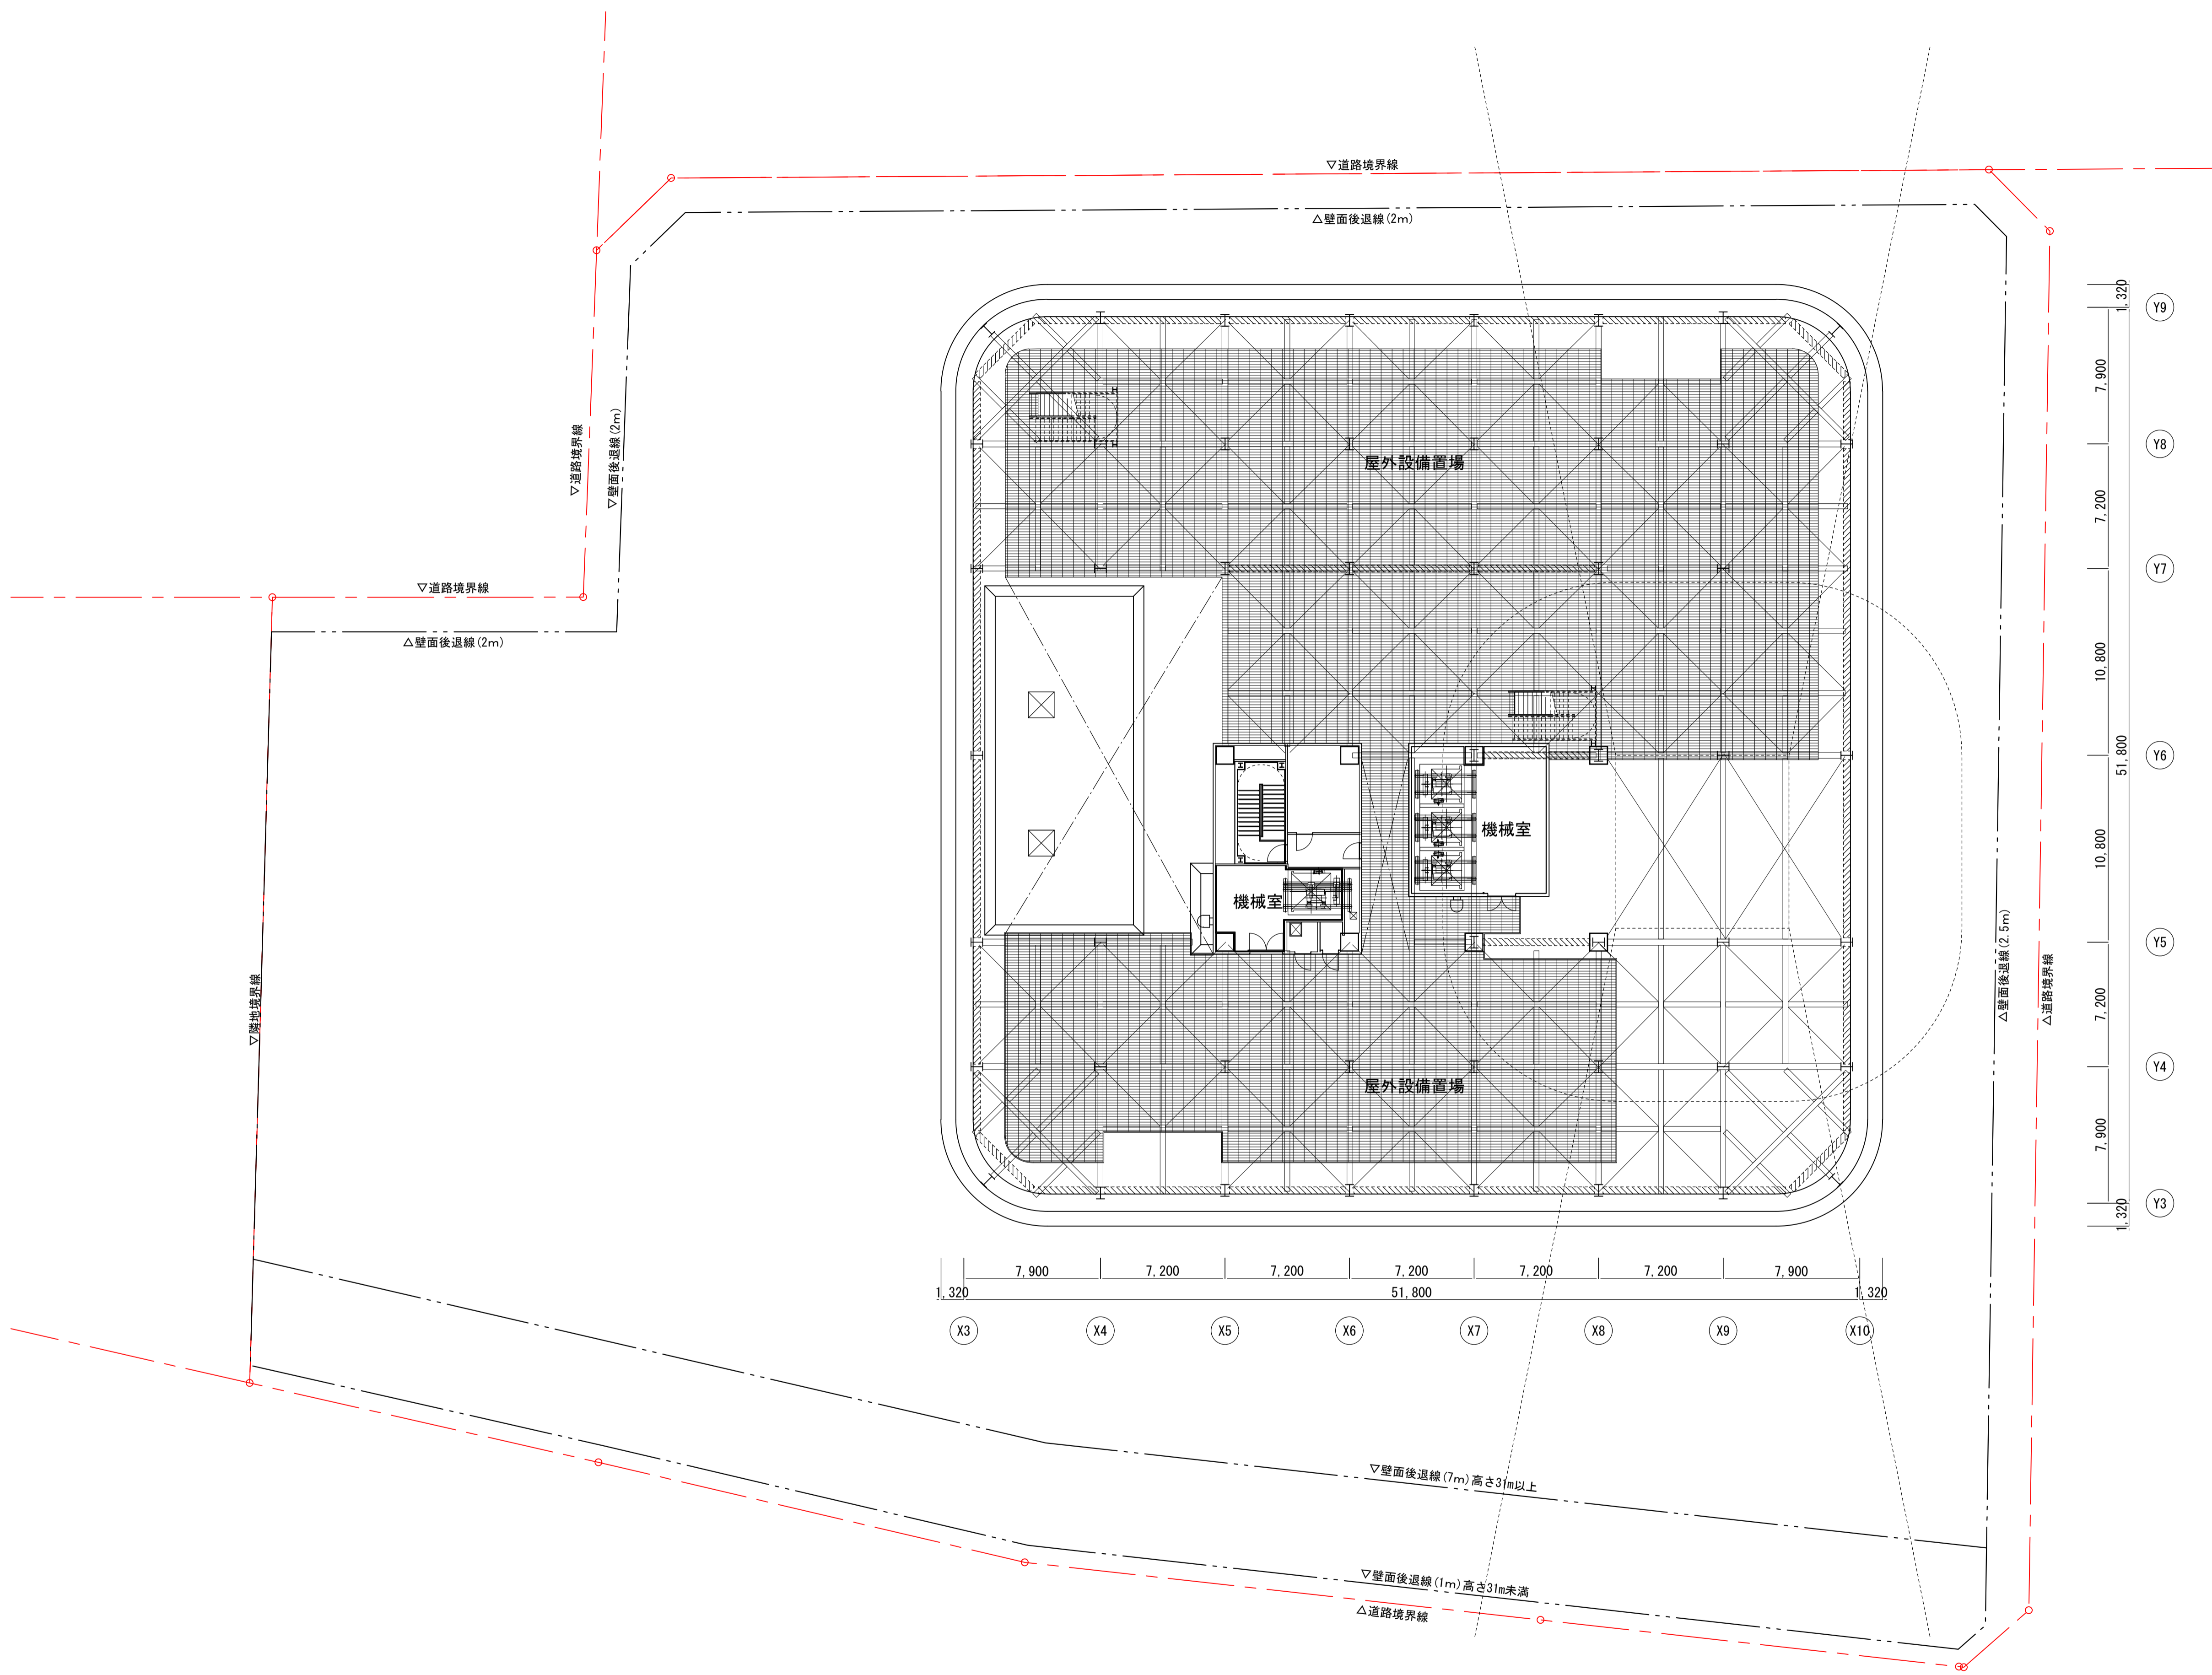 ▽道路境界線
△壁面後退線(2m)
▽道路境界線
▽壁面後退線(2m)
▽道路境界線
△壁面後退線(2m)
▽隣地境界線
屋外設備置場
機械室
機械室
屋外設備置場
△壁面後退線(2.5m)
△道路境界線
1,320
7,900
7,200
10,800
51,800
10,800
7,200
7,900
1,320
Y9
Y8
Y7
Y6
Y5
Y4
Y3
7,900 7,200 7,200 7,200 7,200 7,200 7,900
1,320 51,800 1,320
X3 X4 X5 X6 X7 X8 X9 X10
▽壁面後退線(7m)高さ31m以上
▽壁面後退線(1m)高さ31m未満
△道路境界線